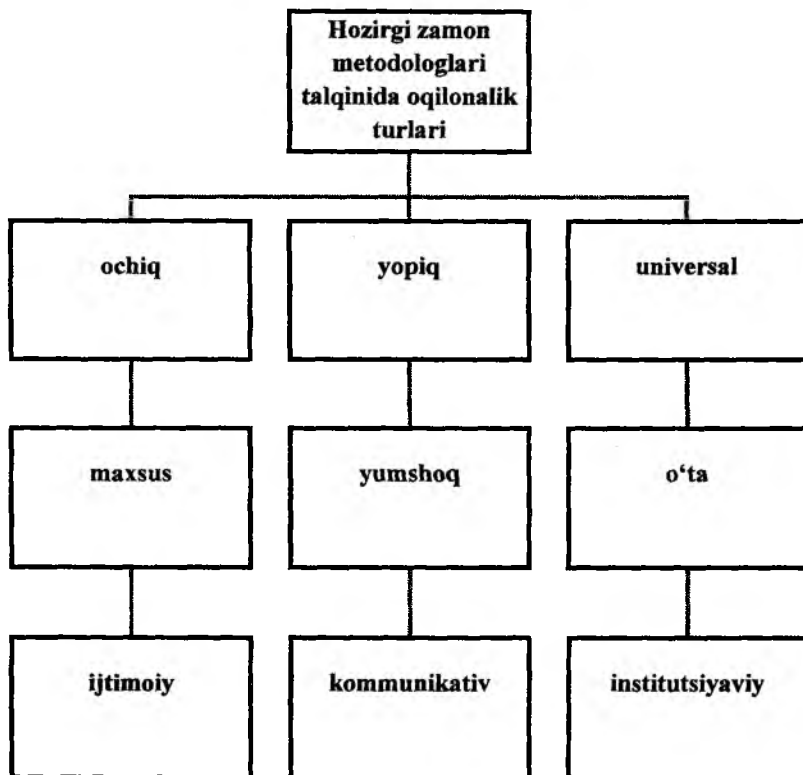 Hozirgi zamon
metodologlari
talqinida oqilonalik
turlari
ochiq
yopiq
universal
maxsus
yumshoq
o‘ta
ijtimoiy
kommunikativ
institutsiyaviy